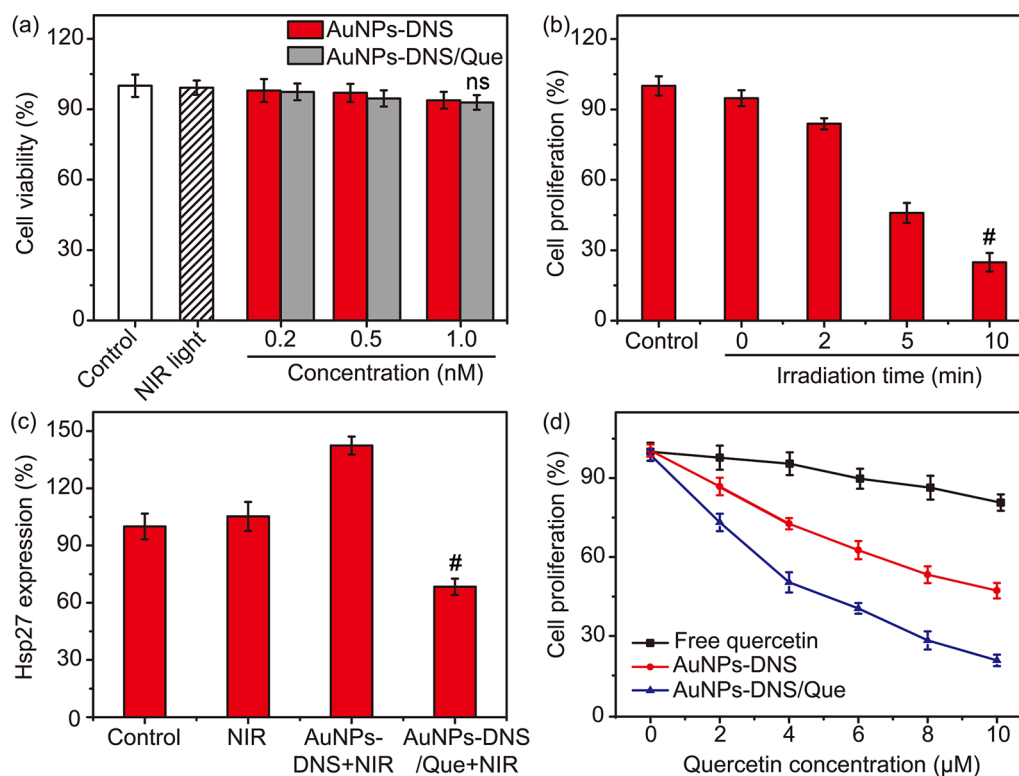 (a)
120
90
60
30
0
Cell viability (%)
AuNPs-DNS
AuNPs-DNS/Que
ns
Control
NIR light
0.2 0.5 1.0
Concentration (nM)
(b)
120
90
60
30
0
Cell proliferation (%)
#
Control 0 2 5 10
Irradiation time (min)
(c)
150
120
90
60
30
0
Hsp27 expression (%)
#
Control NIR AuNPs- AuNPs-DNS
DNS+NIR /Que+NIR
(d)
90
60
30
0
Cell proliferation (%)
Free quercetin
AuNPs-DNS
AuNPs-DNS/Que
0 2 4 6 8 10
Quercetin concentration (μM)